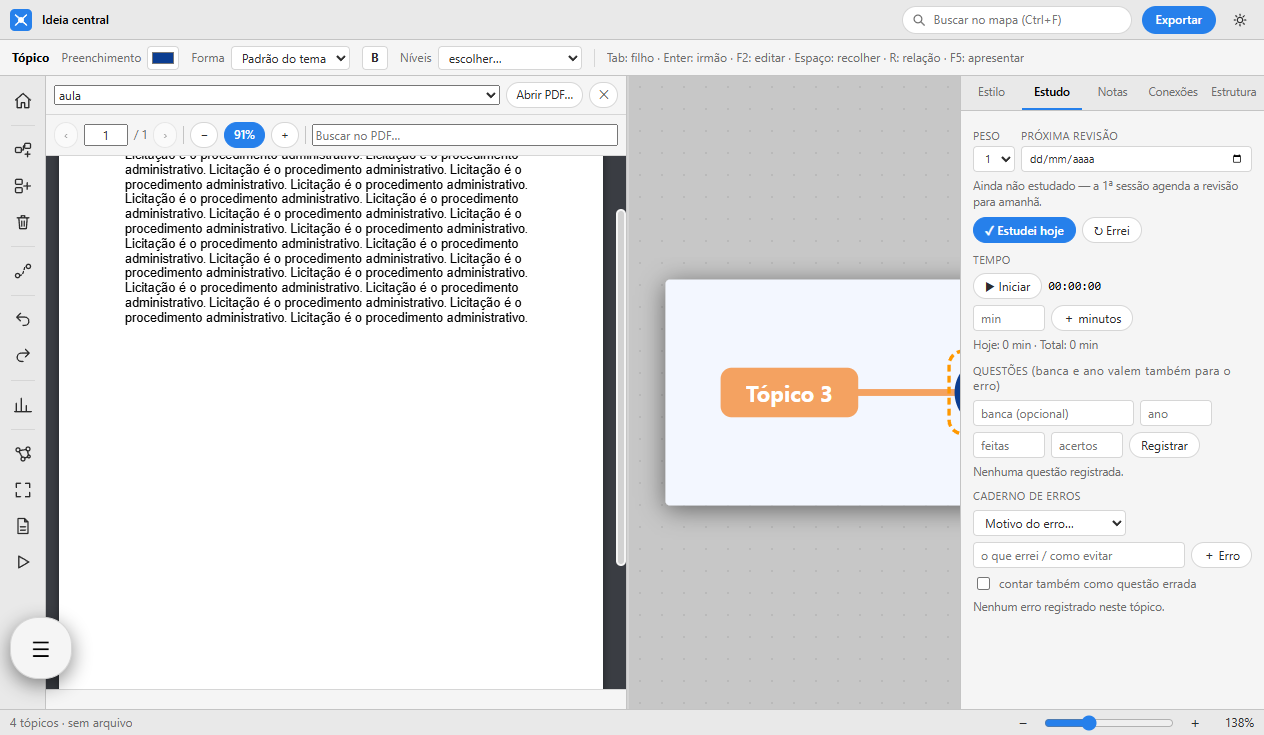 Ideia central
Buscar no mapa (Ctrl+F)
Exportar
Tópico
Preenchimento
Forma
Padrão do tema
B
Níveis
escolher...
Tab: filho · Enter: irmão · F2: editar · Espaço: recolher · R: relação · F5: apresentar
aula
Abrir PDF...
1
/ 1
91%
Buscar no PDF...
Licitação é o procedimento administrativo. Licitação é o procedimento
administrativo. Licitação é o procedimento administrativo. Licitação é o
procedimento administrativo. Licitação é o procedimento administrativo.
Licitação é o procedimento administrativo. Licitação é o procedimento
administrativo. Licitação é o procedimento administrativo. Licitação é o
procedimento administrativo. Licitação é o procedimento administrativo.
Licitação é o procedimento administrativo. Licitação é o procedimento
administrativo. Licitação é o procedimento administrativo. Licitação é o
procedimento administrativo. Licitação é o procedimento administrativo.
Licitação é o procedimento administrativo. Licitação é o procedimento
administrativo. Licitação é o procedimento administrativo. Licitação é o
procedimento administrativo. Licitação é o procedimento administrativo.
Tópico 3
Estilo
Estudo
Notas
Conexões
Estrutura
PESO
PRÓXIMA REVISÃO
1
dd/mm/aaaa
Ainda não estudado — a 1ª sessão agenda a revisão
para amanhã.
✓ Estudei hoje
↻ Errei
TEMPO
▶ Iniciar
00:00:00
min
+ minutos
Hoje: 0 min · Total: 0 min
QUESTÕES (banca e ano valem também para o
erro)
banca (opcional)
ano
feitas
acertos
Registrar
Nenhuma questão registrada.
CADERNO DE ERROS
Motivo do erro...
o que errei / como evitar
+ Erro
contar também como questão errada
Nenhum erro registrado neste tópico.
4 tópicos · sem arquivo
138%